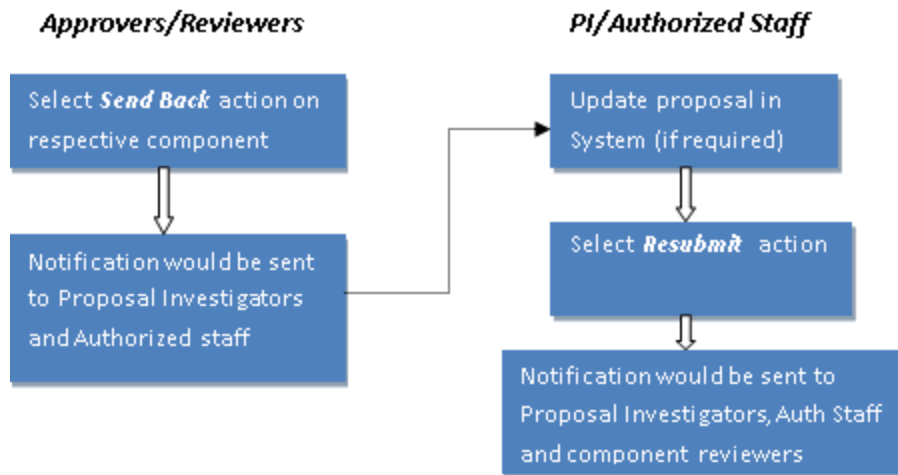 Approvers/Reviewers
Select Send Back action on
respective component
Notification would be sent
to Proposal Investigators
and Authorized staff
PI/Authorized Staff
Update proposal in
System (if required)
Select Resubmit action
Notification would be sent to
Proposal Investigators, Auth Staff
and component reviewers